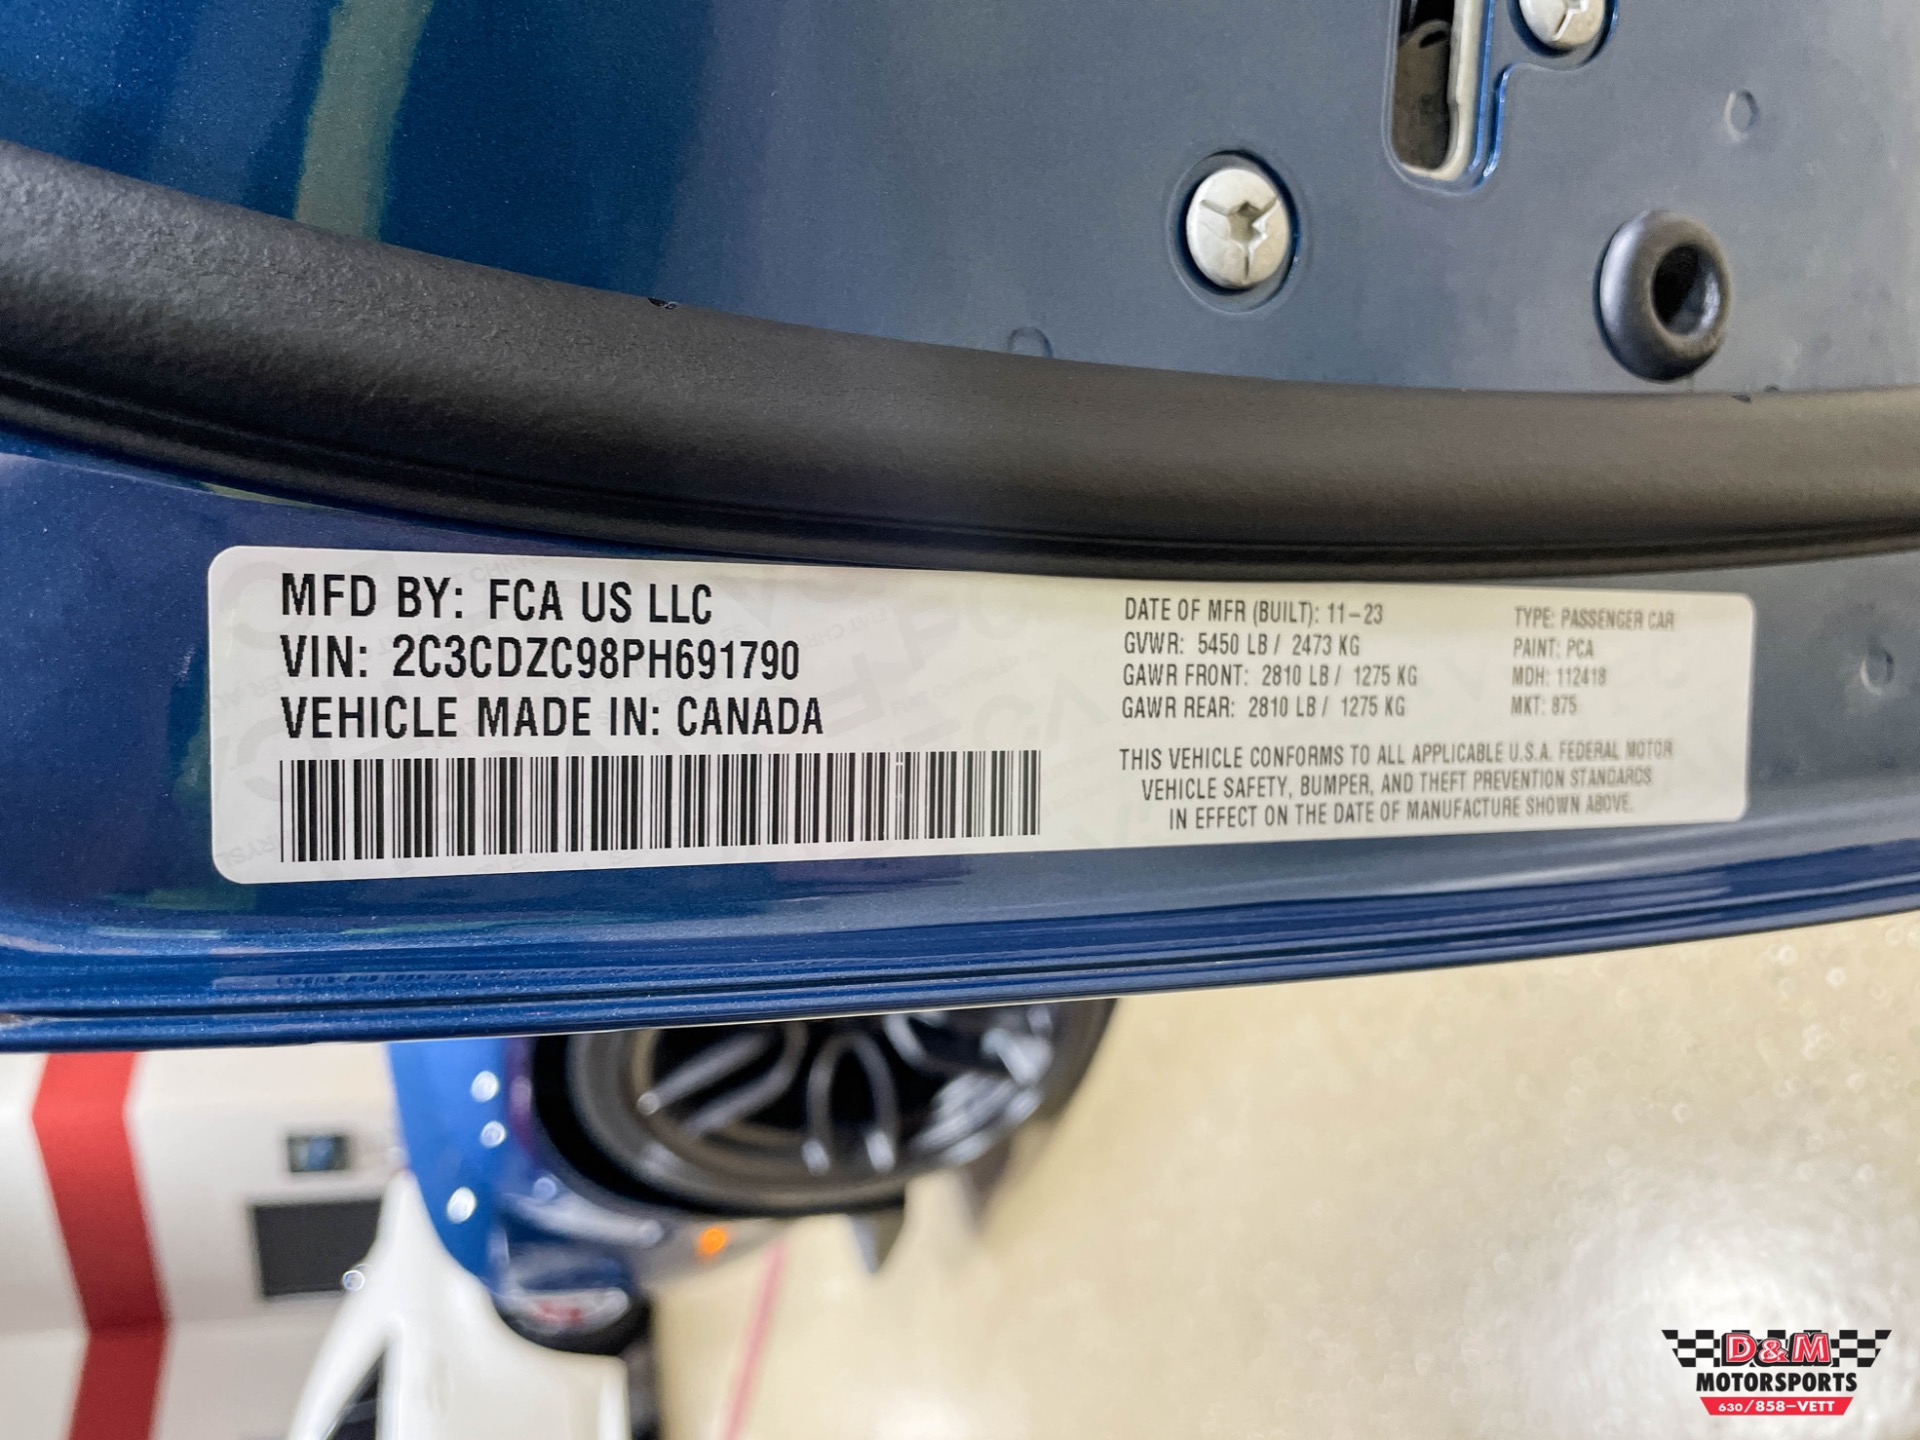 MFD BY: FCA US LLC
VIN: 2C3CDZC98PH691790
VEHICLE MADE IN: CANADA
DATE OF MFR (BUILT): 11-23
GVWR: 5450 LB / 2473 KG
GAWR FRONT: 2810 LB / 1275 KG
GAWR REAR: 2810 LB / 1275 KG
TYPE: PASSENGER CAR
PAINT: PCA
MDH: 112418
MKT: 875
THIS VEHICLE CONFORMS TO ALL APPLICABLE U.S.A. FEDERAL MOTOR
VEHICLE SAFETY, BUMPER, AND THEFT PREVENTION STANDARDS
IN EFFECT ON THE DATE OF MANUFACTURE SHOWN ABOVE.
D&M
MOTORSPORTS
630/858-VETT